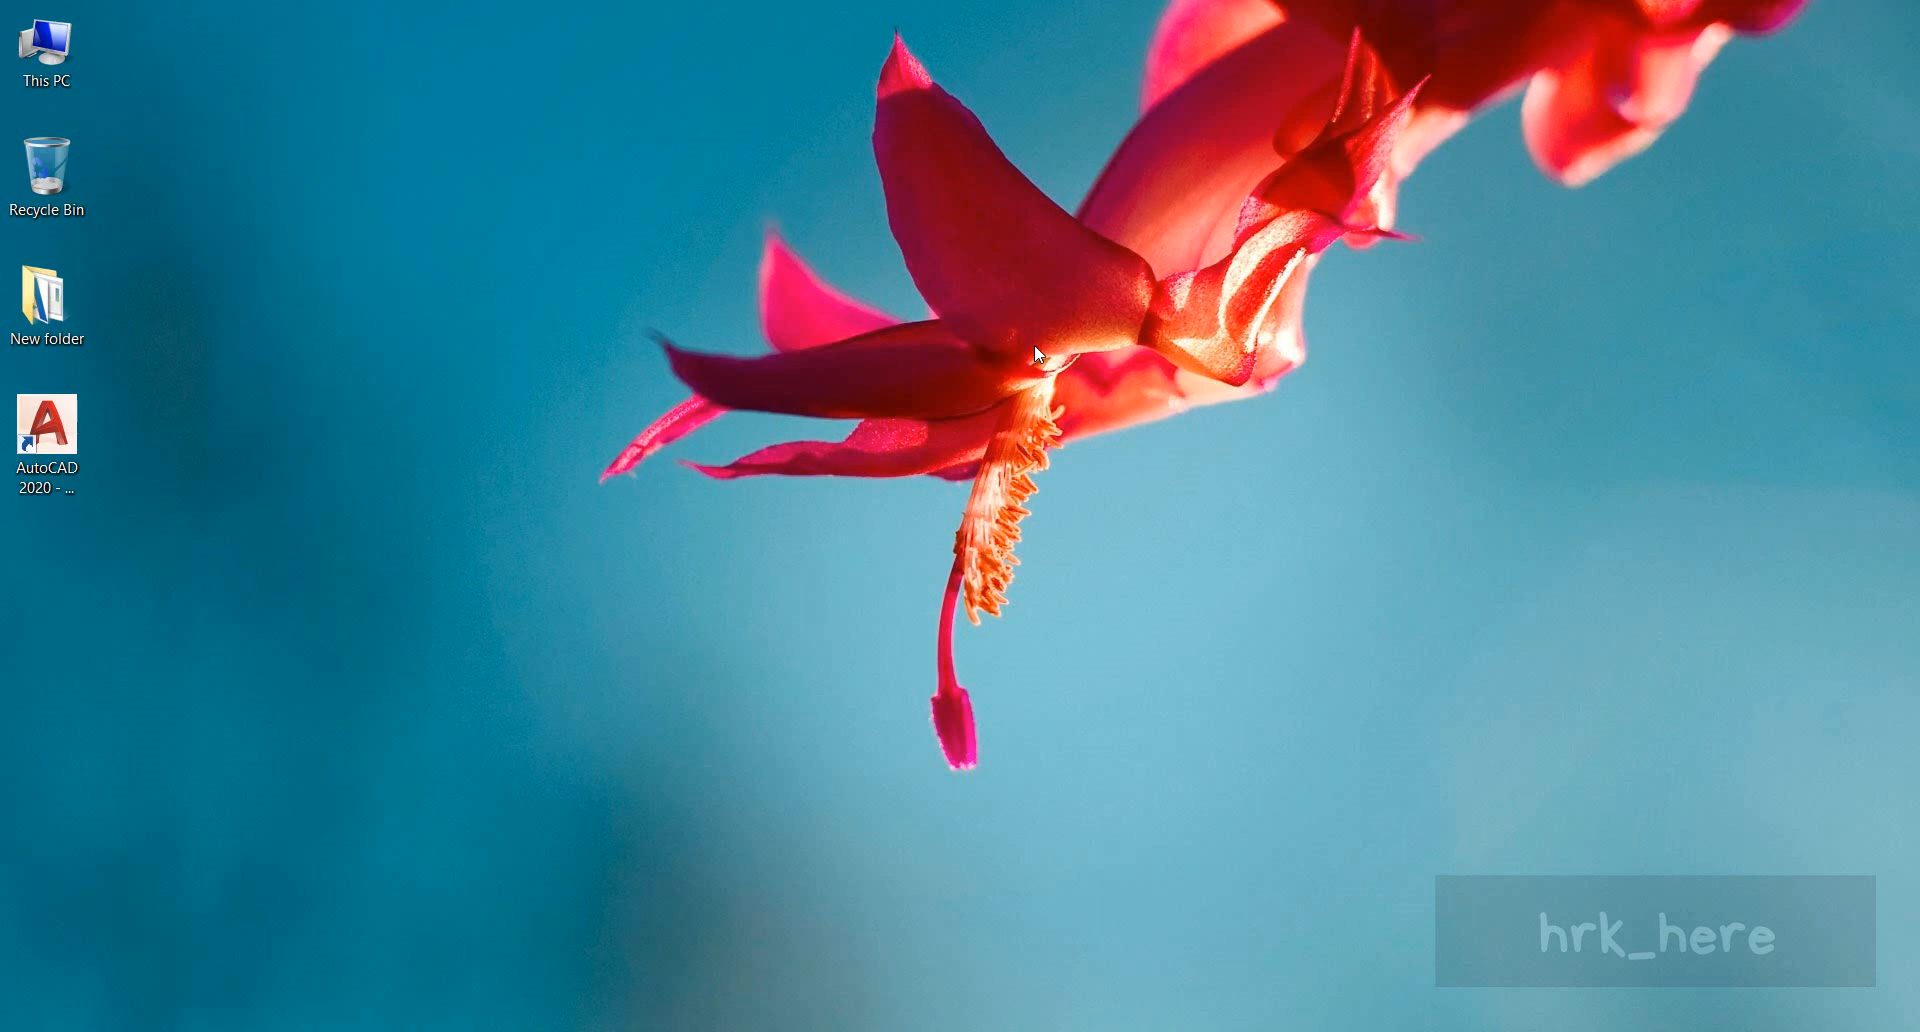 This PC
Recycle Bin
New folder
AutoCAD
2020 - ...
hrk_here